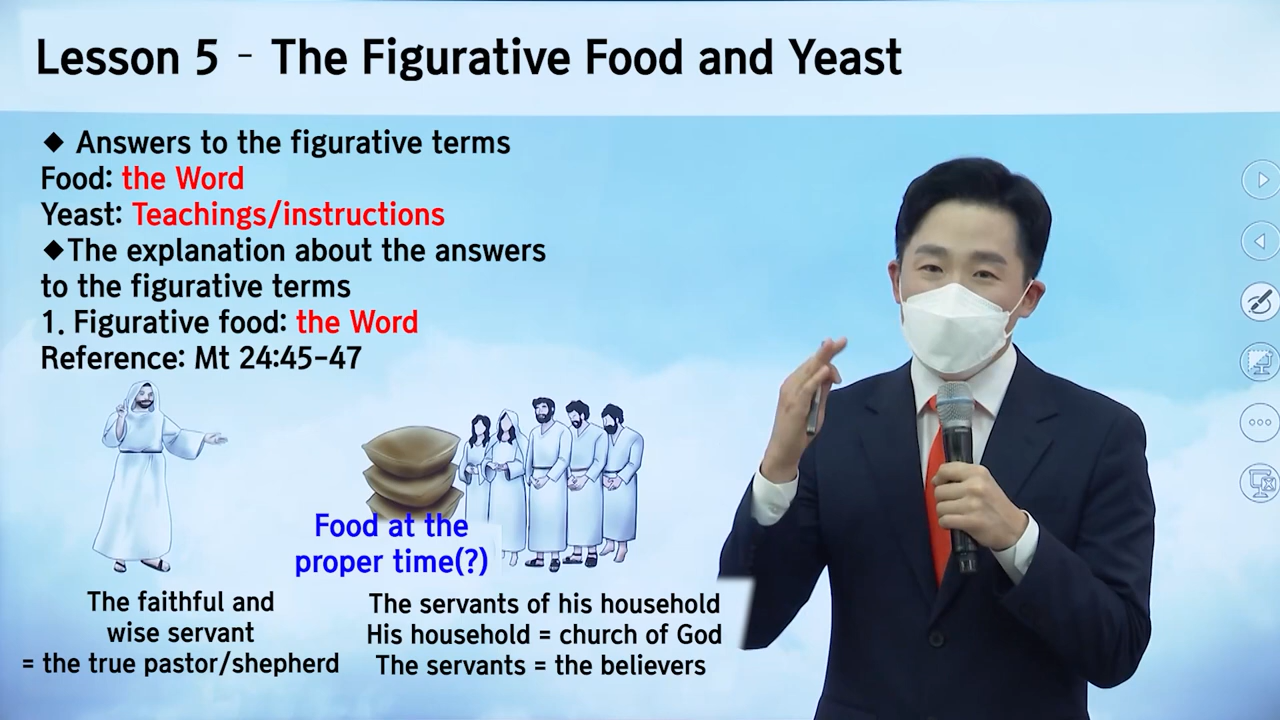 Lesson 5 - The Figurative Food and Yeast
◆ Answers to the figurative terms
Food: the Word
Yeast: Teachings/instructions
◆The explanation about the answers
to the figurative terms
1. Figurative food: the Word
Reference: Mt 24:45-47
Food at the
proper time(?)
The faithful and
wise servant
= the true pastor/shepherd
The servants of his household
His household = church of God
The servants = the believers